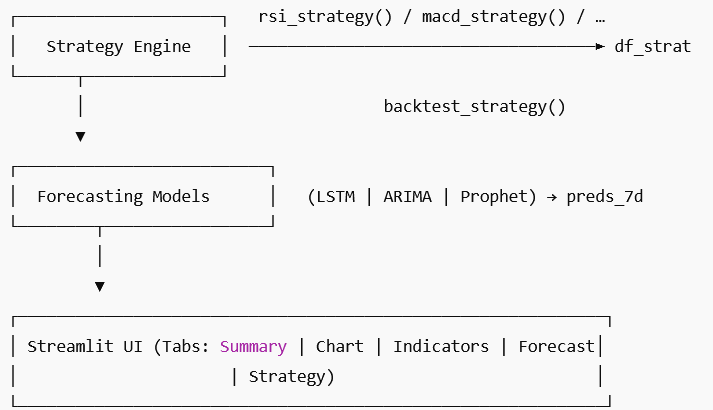 rsi_strategy() / macd_strategy() / …
Strategy Engine
df_strat
backtest_strategy()
Forecasting Models (LSTM | ARIMA | Prophet) → preds_7d
Streamlit UI (Tabs: Summary | Chart | Indicators | Forecast
| Strategy)